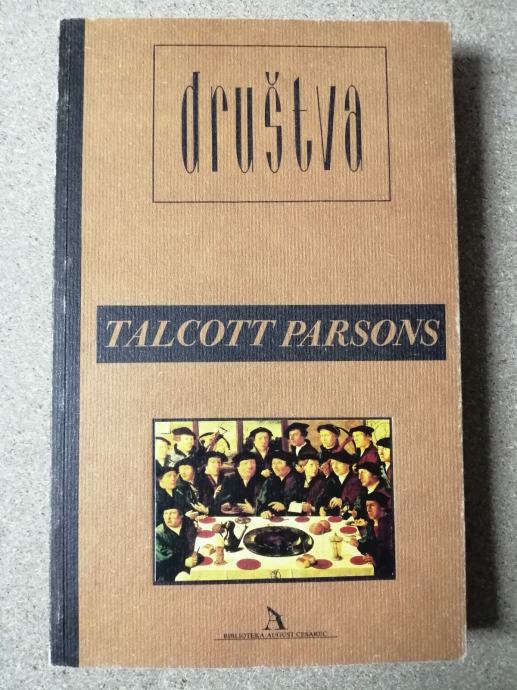 društva
TALCOTT PARSONS
A
BIBLIOTEKA AUGUST CESAREC